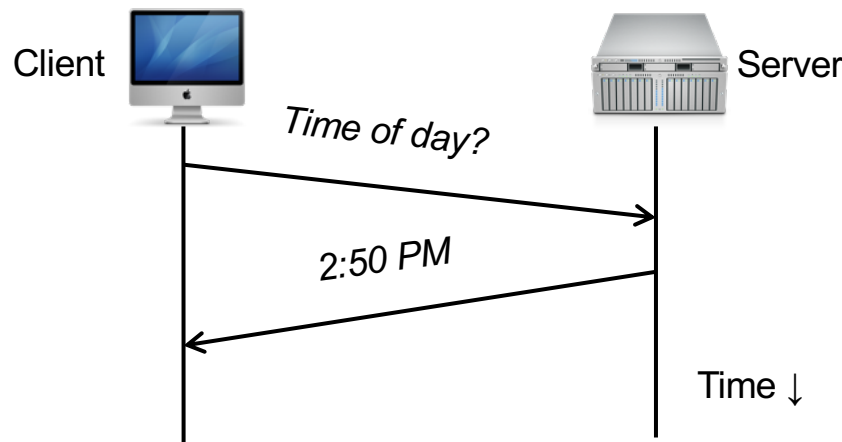 Client
Server
Time of day?
2:50 PM
Time ↓